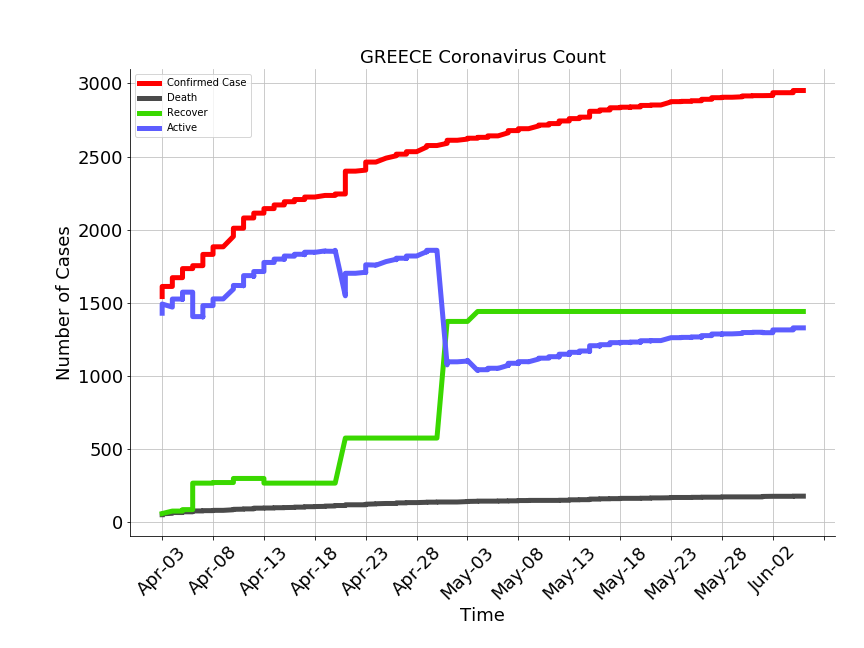 GREECE Coronavirus Count
Confirmed Case
Death
Recover
Active
Number of Cases
3000
2500
2000
1500
1000
500
0
Apr-03 Apr-08 Apr-13 Apr-18 Apr-23 Apr-28 May-03 May-08 May-13 May-18 May-23 May-28 Jun-02
Time